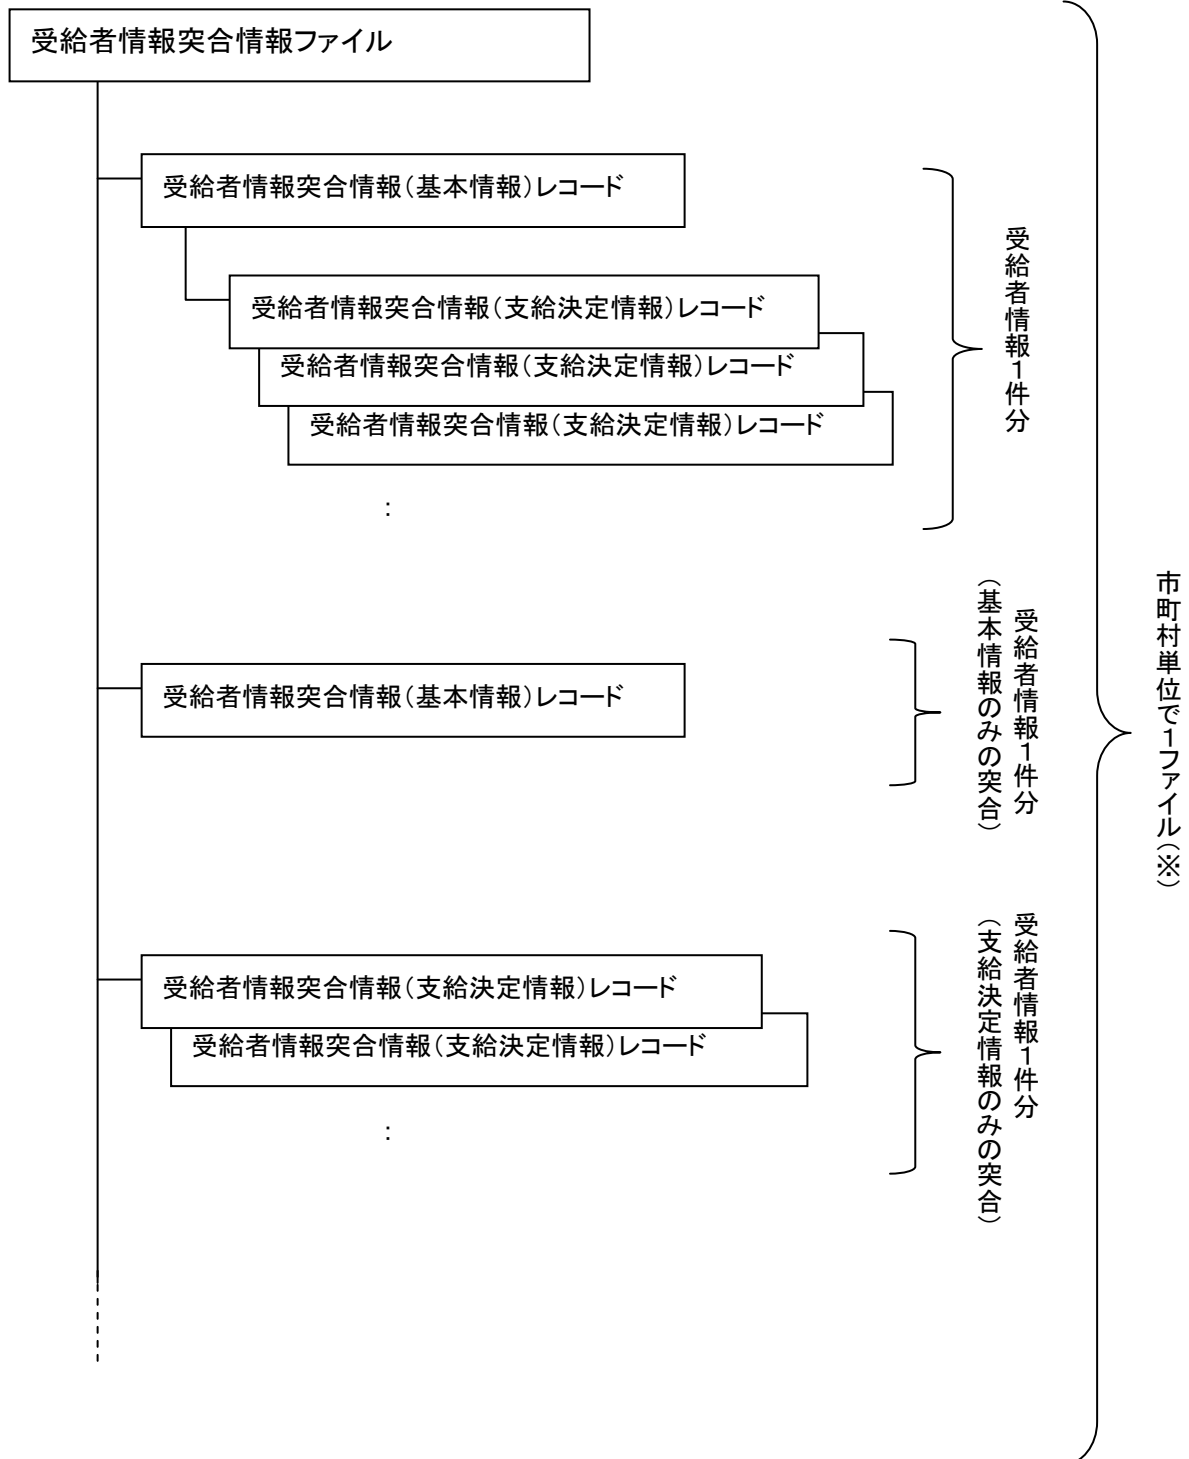 受給者情報突合情報ファイル
受給者情報突合情報(基本情報)レコード
受給者情報突合情報(支給決定情報)レコード
受給者情報突合情報(支給決定情報)レコード
受給者情報突合情報(支給決定情報)レコード
:
受給者情報1件分
受給者情報突合情報(基本情報)レコード
受給者情報1件分
(基本情報のみの突合)
受給者情報突合情報(支給決定情報)レコード
受給者情報突合情報(支給決定情報)レコード
:
受給者情報1件分
(支給決定情報のみの突合)
市町村単位で1ファイル(※)